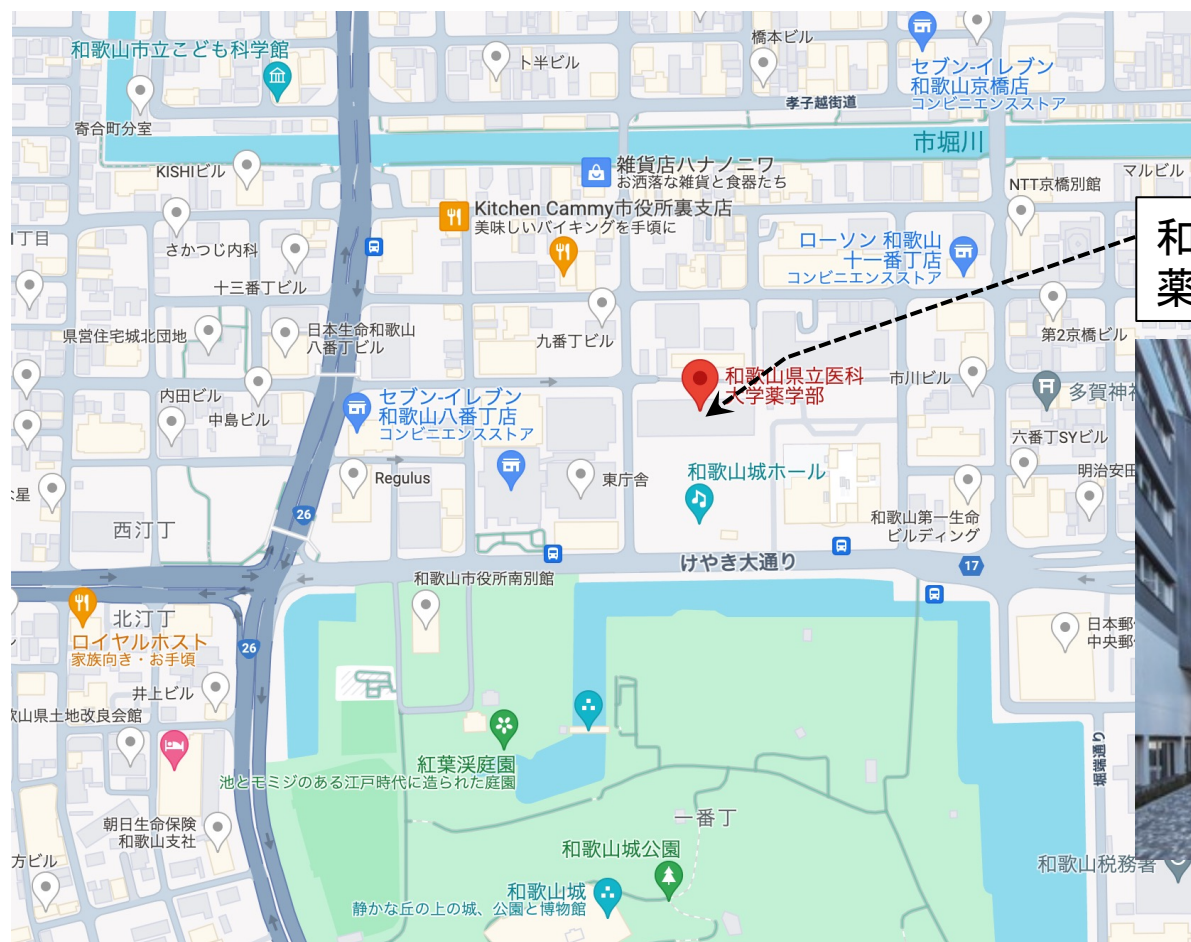 和歌山市立こども科学館
卜半ビル
橋本ビル
セブン-イレブン
和歌山京橋店
コンビニエンスストア
孝子越街道
寄合町分室
市堀川
KISHIビル
雑貨店ハナノニワ
お洒落な雑貨と食器たち
マルビル
NTT京橋別館
Kitchen Cammy市役所裏支店
美味しいバイキングを手頃に
丁目
さかつじ内科
ローソン 和歌山
十一番丁店
コンビニエンスストア
和
薬
十三番丁ビル
県営住宅城北団地
日本生命和歌山
八番丁ビル
九番丁ビル
第2京橋ビル
和歌山県立医科
大学薬学部
市川ビル
多賀神
内田ビル
中島ビル
セブン-イレブン
和歌山八番丁店
コンビニエンスストア
六番丁SYビル
Regulus
東庁舎
和歌山城ホール
明治安田
星
26
西汀丁
和歌山第一生命
ビルディング
けやき大通り
17
和歌山市役所南別館
北汀丁
ロイヤルホスト
家族向き・お手頃
26
日本郵
中央郵
井上ビル
山県土地改良会館
紅葉渓庭園
池とモミジのある江戸時代に造られた庭園
堀端通り
朝日生命保険
和歌山支社
一番丁
方ビル
和歌山城公園
和歌山税務署
和歌山城
静かな丘の上の城、公園と博物館